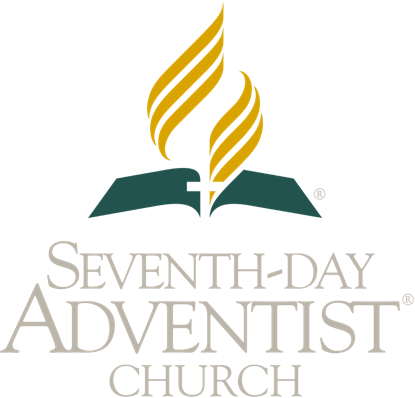 ®
SEVENTH-DAY
ADVENTIST®
CHURCH